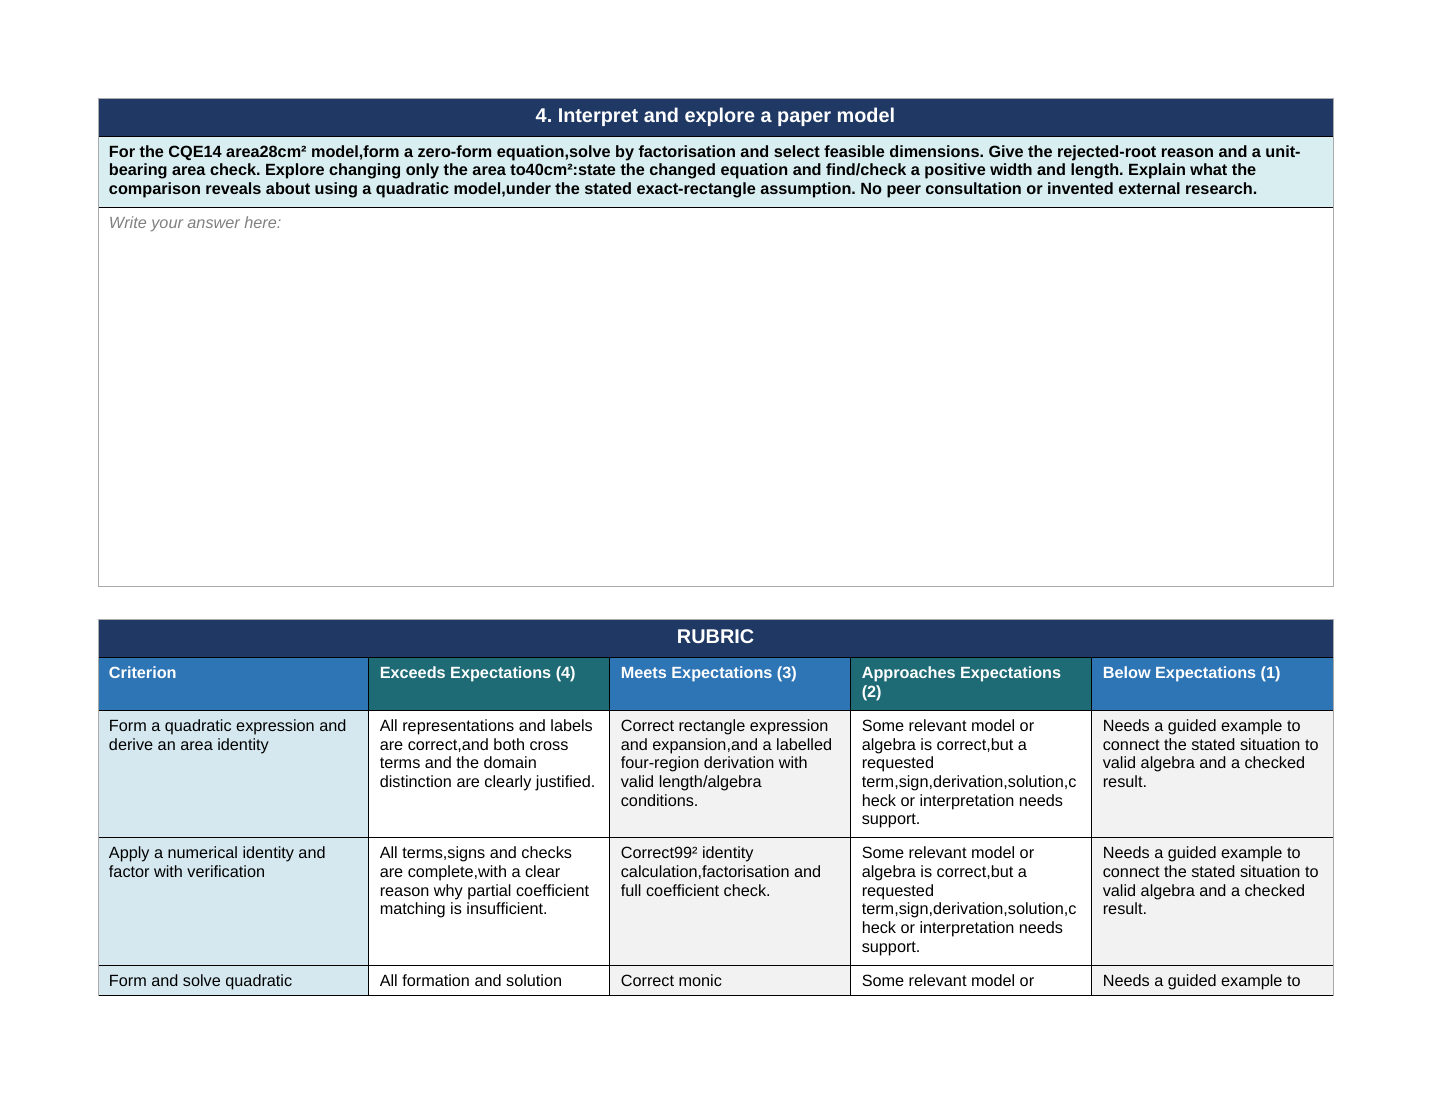 4. Interpret and explore a paper model
For the CQE14 area28cm² model,form a zero-form equation,solve by factorisation and select feasible dimensions. Give the rejected-root reason and a unit-
bearing area check. Explore changing only the area to40cm²:state the changed equation and find/check a positive width and length. Explain what the
comparison reveals about using a quadratic model,under the stated exact-rectangle assumption. No peer consultation or invented external research.
Write your answer here:
RUBRIC
Criterion
Exceeds Expectations (4)
Meets Expectations (3)
Approaches Expectations
(2)
Below Expectations (1)
Form a quadratic expression and
derive an area identity
All representations and labels
are correct,and both cross
terms and the domain
distinction are clearly justified.
Correct rectangle expression
and expansion,and a labelled
four-region derivation with
valid length/algebra
conditions.
Some relevant model or
algebra is correct,but a
requested
term,sign,derivation,solution,c
heck or interpretation needs
support.
Needs a guided example to
connect the stated situation to
valid algebra and a checked
result.
Apply a numerical identity and
factor with verification
All terms,signs and checks
are complete,with a clear
reason why partial coefficient
matching is insufficient.
Correct99² identity
calculation,factorisation and
full coefficient check.
Some relevant model or
algebra is correct,but a
requested
term,sign,derivation,solution,c
heck or interpretation needs
support.
Needs a guided example to
connect the stated situation to
valid algebra and a checked
result.
Form and solve quadratic
All formation and solution
Correct monic
Some relevant model or
Needs a guided example to